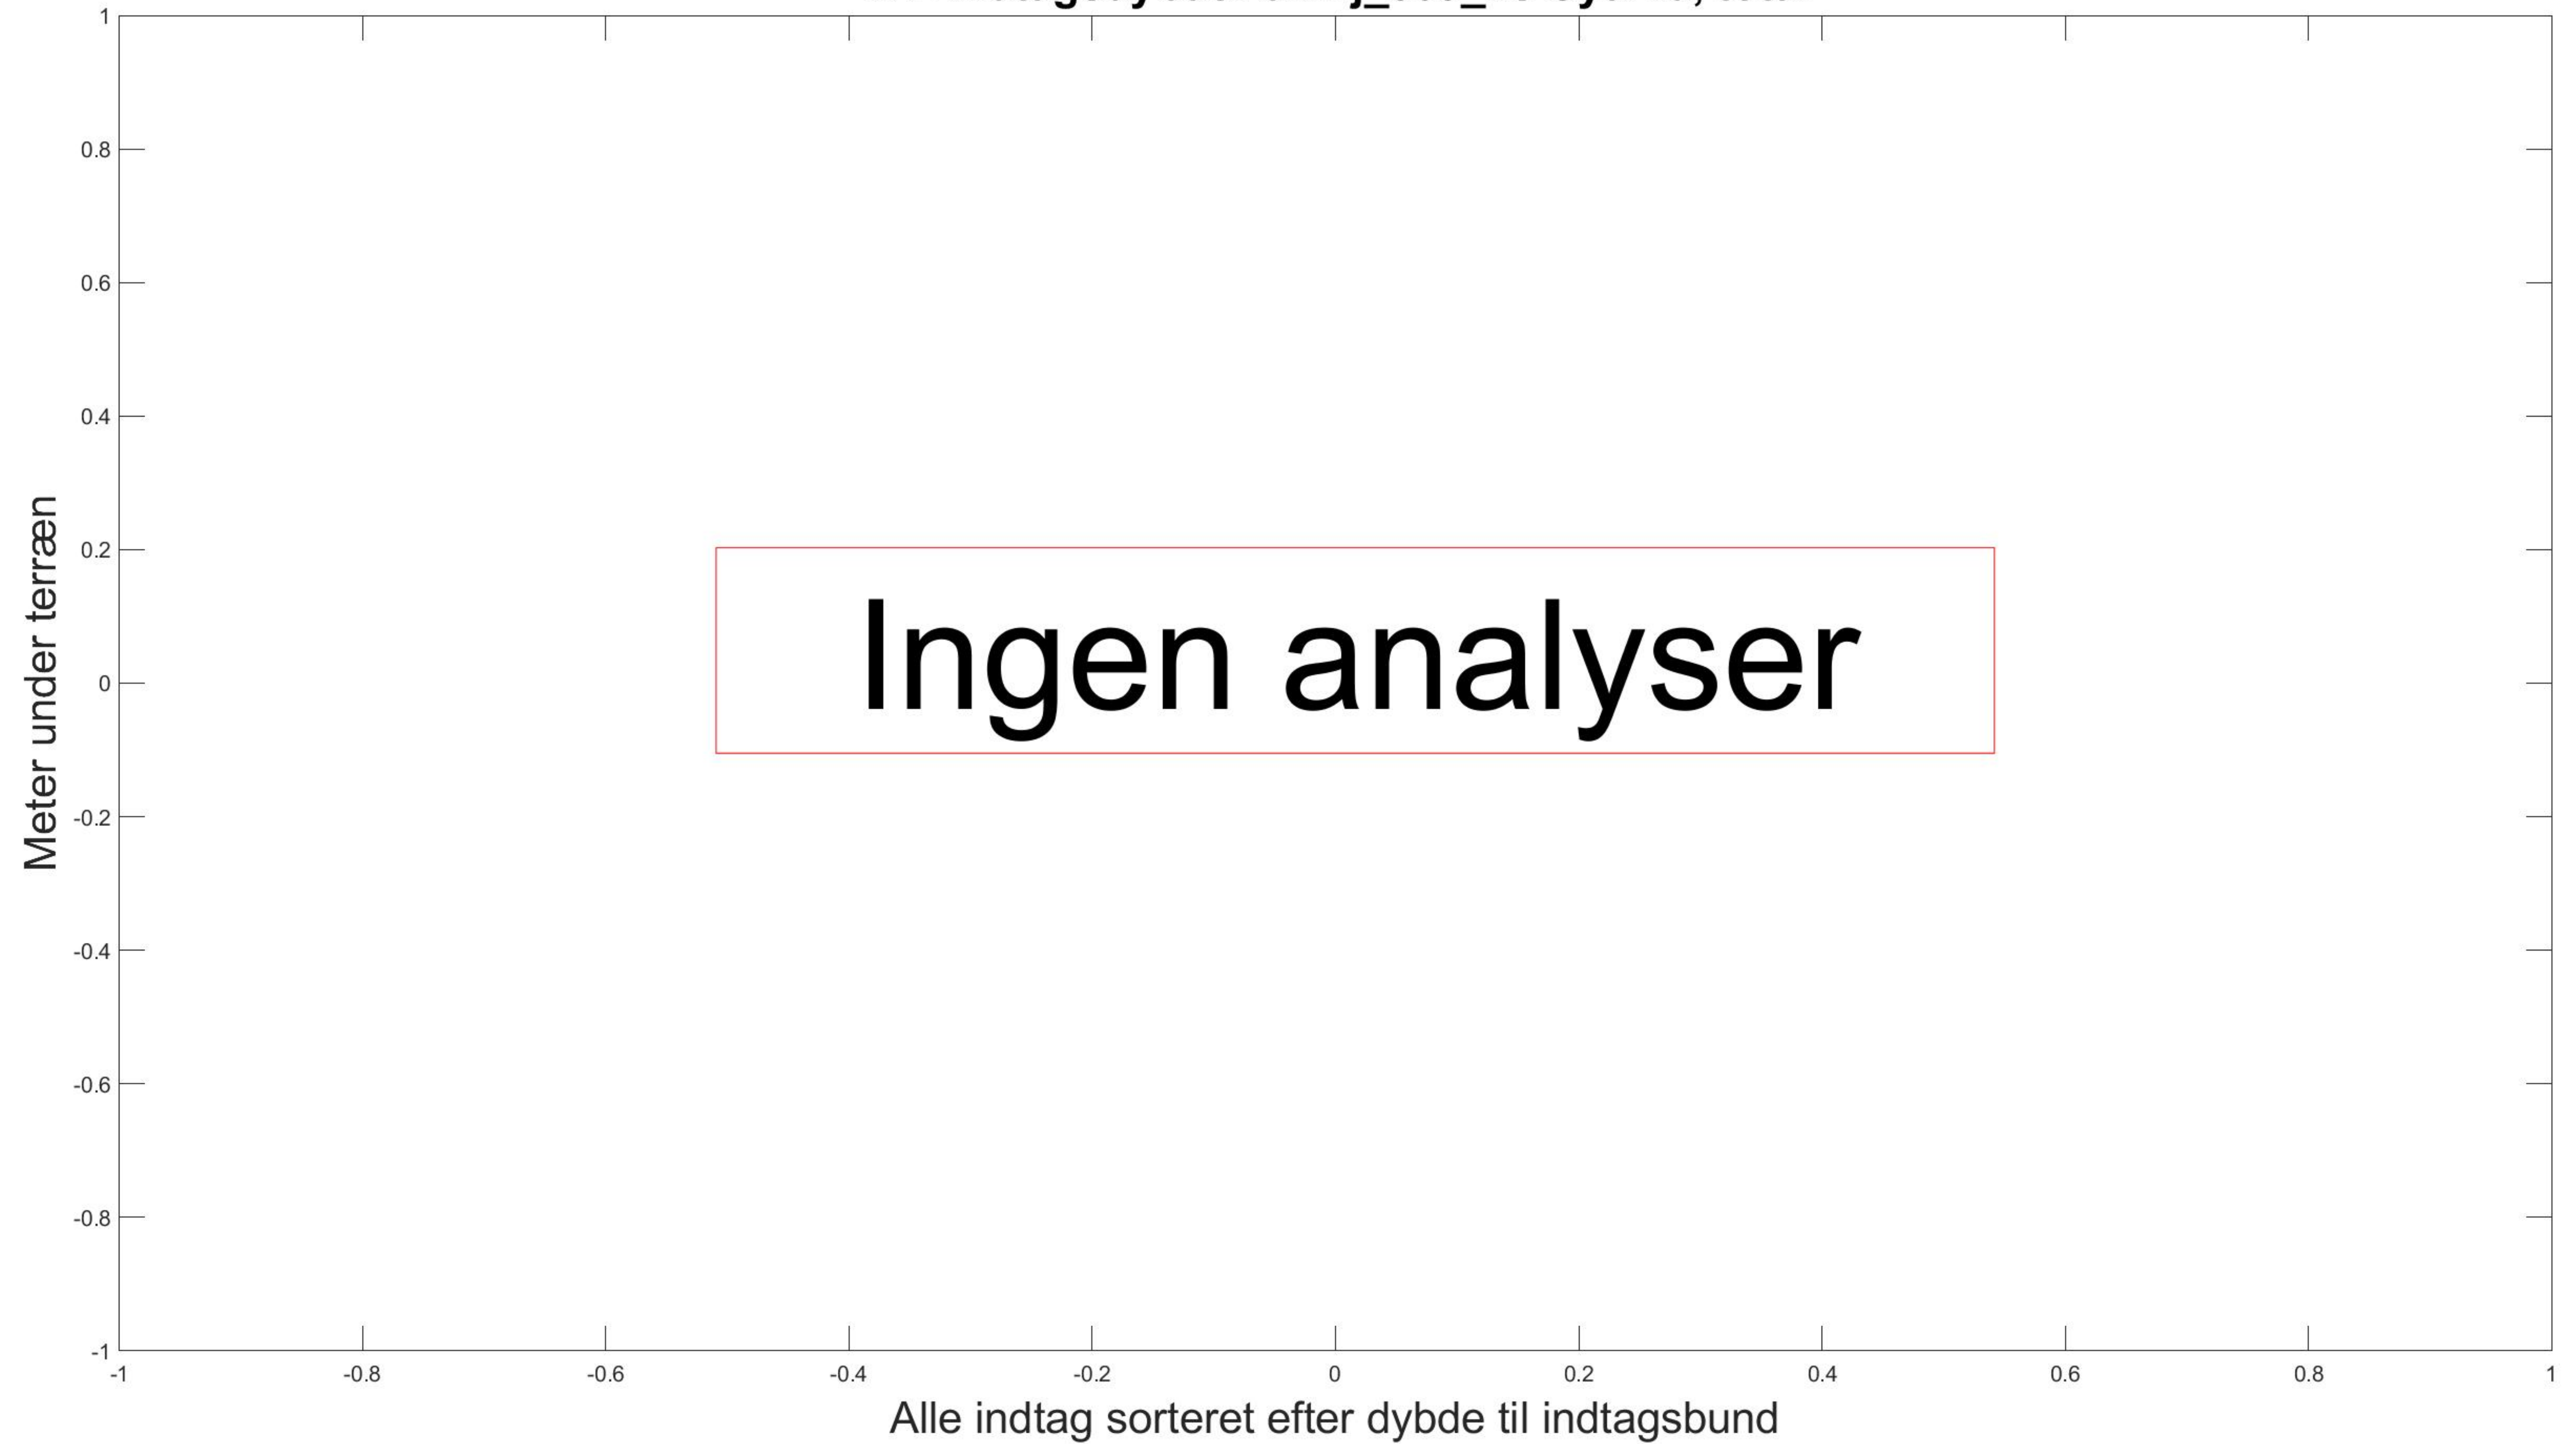 1
0.8
0.6
0.4
0.2
0
-0.2
-0.4
-0.6
-0.8
-1
Meter under terræn
Ingen analyser
-1 -0.8 -0.6 -0.4 -0.2 0 0.2 0.4 0.6 0.8 1
Alle indtag sorteret efter dybde til indtagsbund